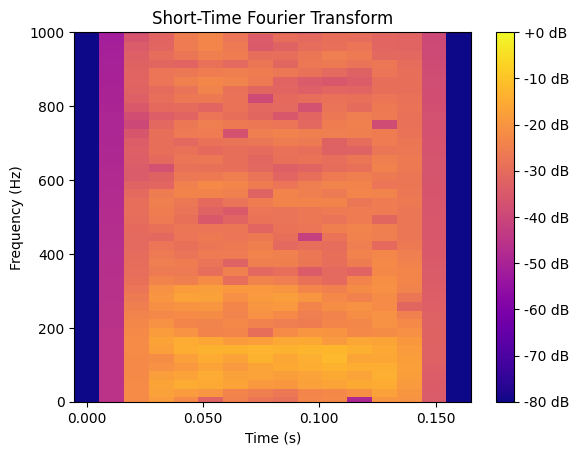 Short-Time Fourier Transform
1000
800
600
400
200
0
Frequency (Hz)
0.000
0.050
0.100
0.150
Time (s)
+0 dB
-10 dB
-20 dB
-30 dB
-40 dB
-50 dB
-60 dB
-70 dB
-80 dB